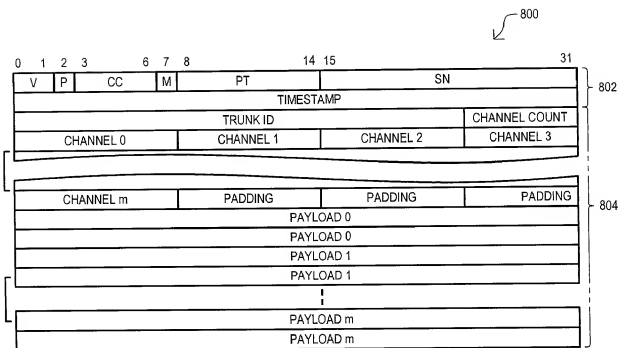 800
0 1 2 3 6 7 8 14 15 31
V P CC M PT SN
802
TIMESTAMP
TRUNK ID CHANNEL COUNT
CHANNEL 0 CHANNEL 1 CHANNEL 2 CHANNEL 3
CHANNEL m PADDING PADDING PADDING
804
PAYLOAD 0
PAYLOAD 0
PAYLOAD 1
PAYLOAD 1
PAYLOAD m
PAYLOAD m